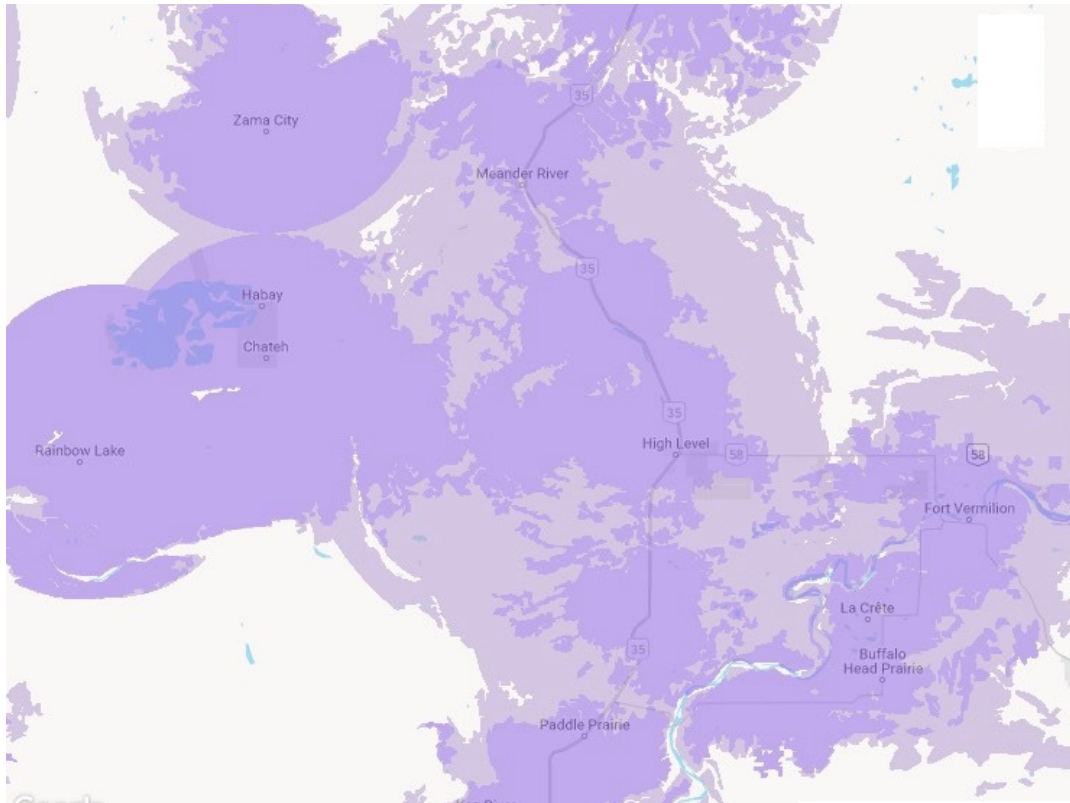 35
Zama City
Meander River
35
Habay
Chateh
35
High Level
58
58
Rainbow Lake
Fort Vermilion
La Crête
Buffalo
Head Prairie
35
Paddle Prairie